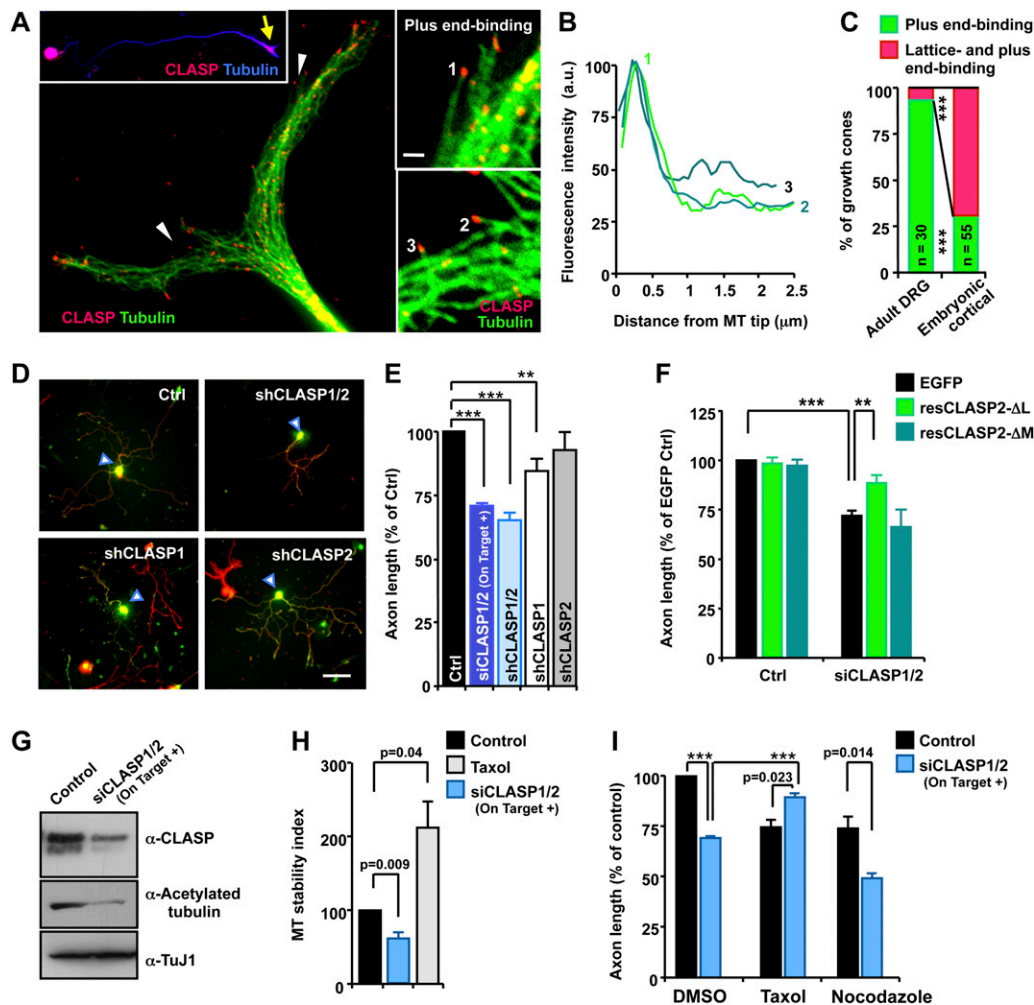 A
CLASP Tubulin
CLASP Tubulin
Plus end-binding
1
2
3
CLASP
Tubulin
B
Fluorescence intensity (a.u.)
100
75
50
25
0
1
3
2
0 0.5 1 1.5 2 2.5
Distance from MT tip (μm)
C
Plus end-binding
Lattice- and plus
end-binding
% of growth cones
100
75
50
25
0
***
***
n = 30
n = 55
Adult DRG
Embryonic
cortical
D
Ctrl
shCLASP1/2
shCLASP1
shCLASP2
E
Axon length (% of Ctrl)
100
75
50
25
0
**
***
***
Ctrl
siCLASP1/2 (On Target +)
shCLASP1/2
shCLASP1
shCLASP2
F
EGFP
resCLASP2-ΔL
resCLASP2-ΔM
Axon length (% of EGFP Ctrl)
125
100
75
50
25
0
***
**
Ctrl
siCLASP1/2
G
Control
siCLASP1/2
(On Target +)
α-CLASP
α-Acetylated
tubulin
α-TuJ1
H
Control
Taxol
siCLASP1/2
(On Target +)
MT stability index
300
200
100
0
p=0.04
p=0.009
I
Control
siCLASP1/2
(On Target +)
Axon length (% of control)
100
75
50
25
0
***
***
p=0.023
p=0.014
DMSO
Taxol
Nocodazole